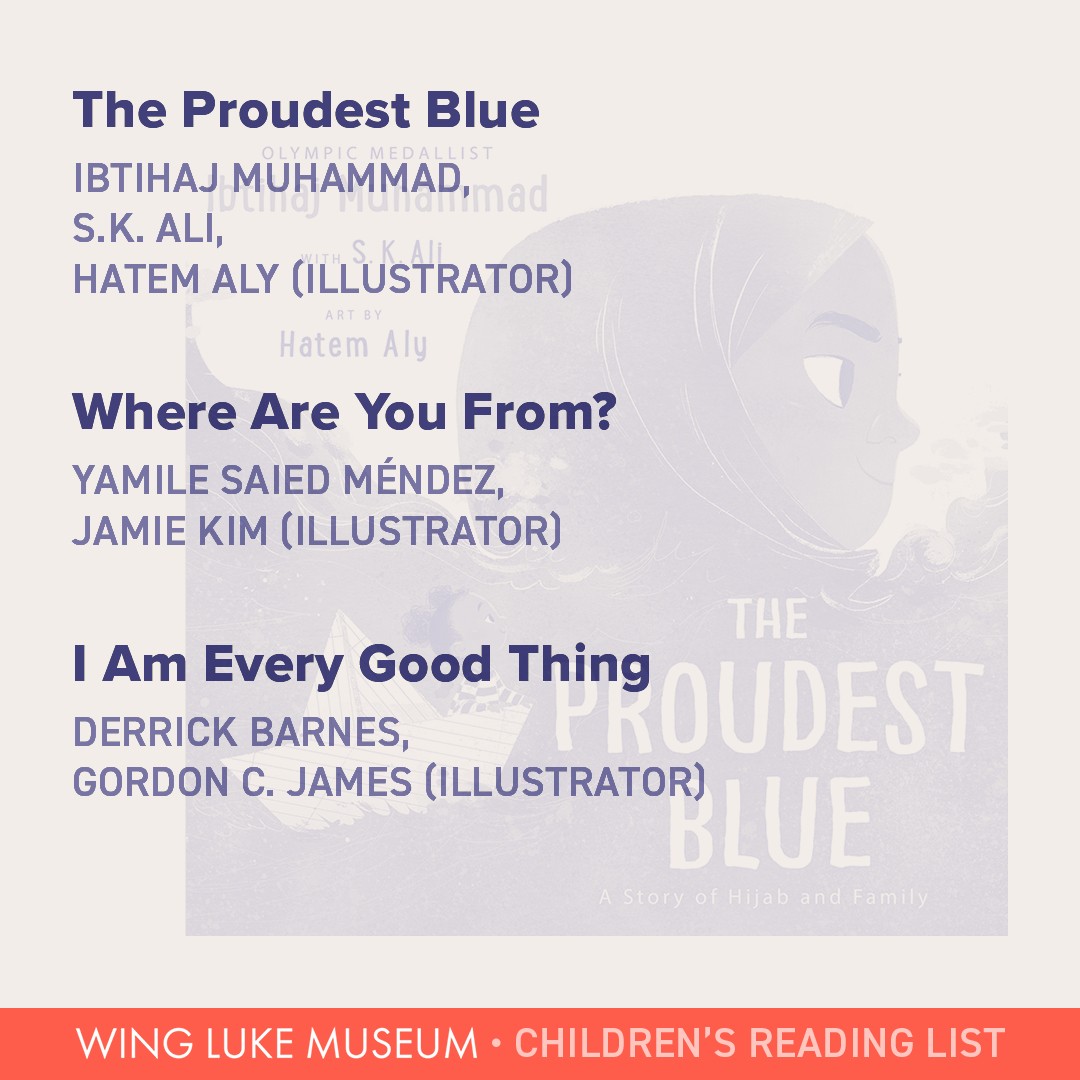 The Proudest Blue
OLYMPIC MEDALLIST
IBTIHAJ MUHAMMAD,
Ibtihaj Muhammad
S.K. ALI,
WITH S. K. Ali
HATEM ALY (ILLUSTRATOR)
ART BY
Hatem Aly
Where Are You From?
YAMILE SAIED MÉNDEZ,
JAMIE KIM (ILLUSTRATOR)
I Am Every Good Thing
DERRICK BARNES,
GORDON C. JAMES (ILLUSTRATOR)
THE
PROUDEST
BLUE
A Story of Hijab and Family
WING LUKE MUSEUM • CHILDREN'S READING LIST